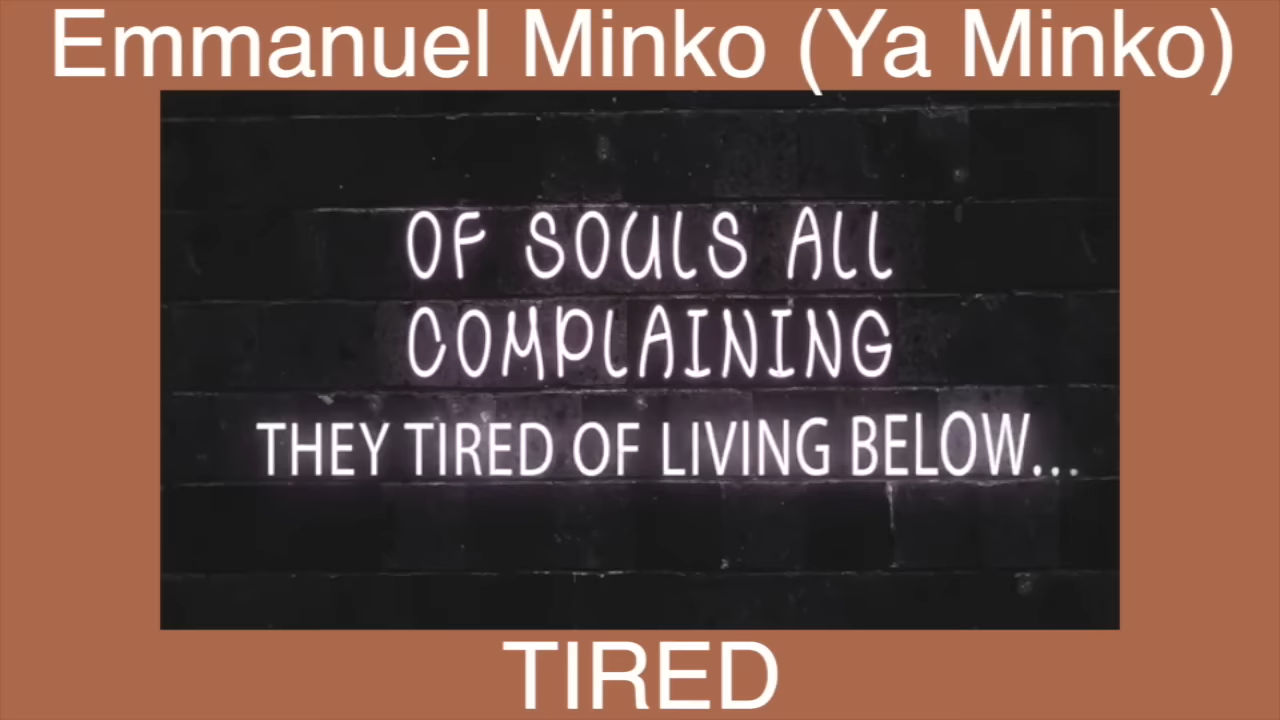 Emmanuel Minko (Ya Minko)
OF SOULS ALL
COMPLAINING
THEY TIRED OF LIVING BELOW...
TIRED